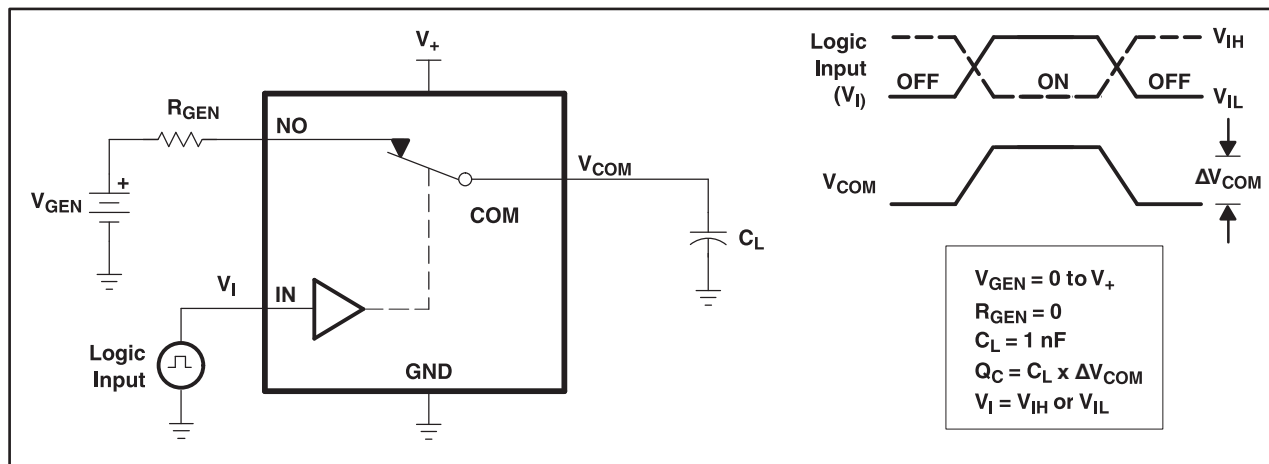 V+
RGEN
NO
VCOM
+
VGEN
COM
CL
VI
IN
Logic
Input
GND
Logic
Input
(VI)
VIH
OFF
ON
OFF
VIL
VCOM
ΔVCOM
VGEN = 0 to V+
RGEN = 0
CL = 1 nF
QC = CL x ΔVCOM
VI = VIH or VIL